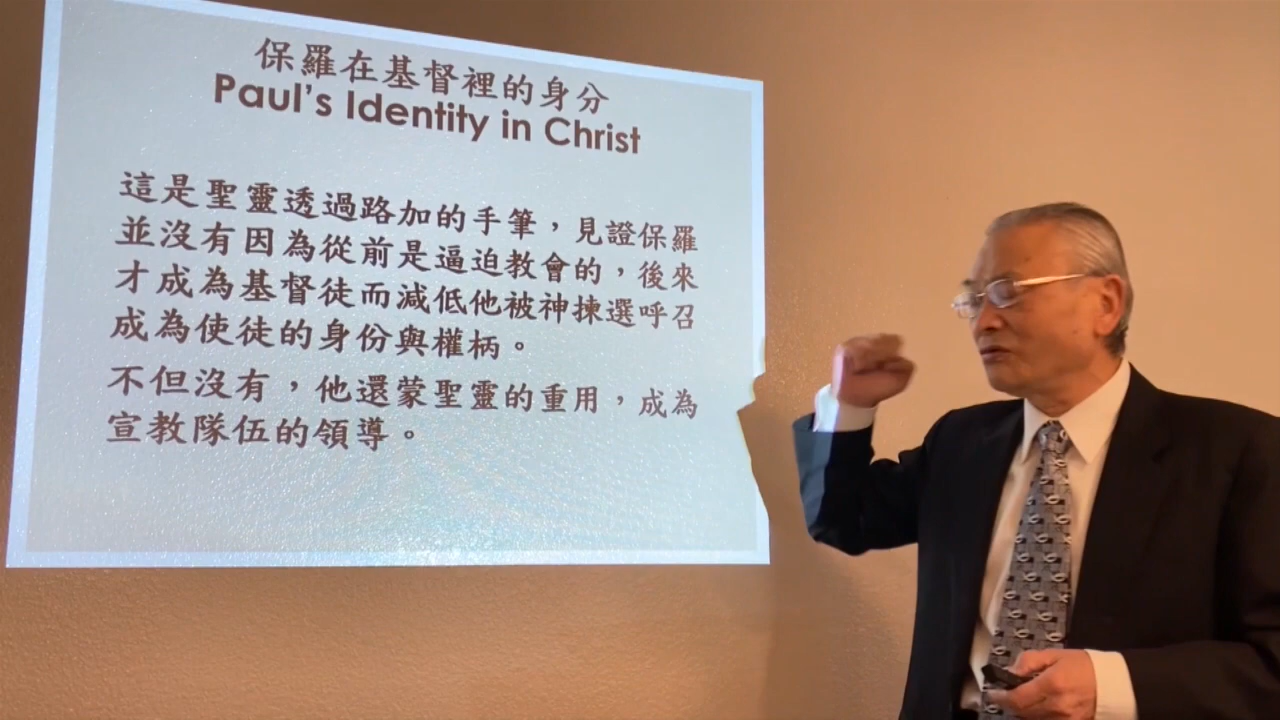 保羅在基督裡的身分
Paul's Identity in Christ
這是聖靈透過路加的手筆，見證保羅
並沒有因為從前是逼迫教會的，後來
才成為基督徒而減低他被神揀選呼召
成為使徒的身份與權柄。
不但沒有，他還蒙聖靈的重用，成為
宣教隊伍的領導。